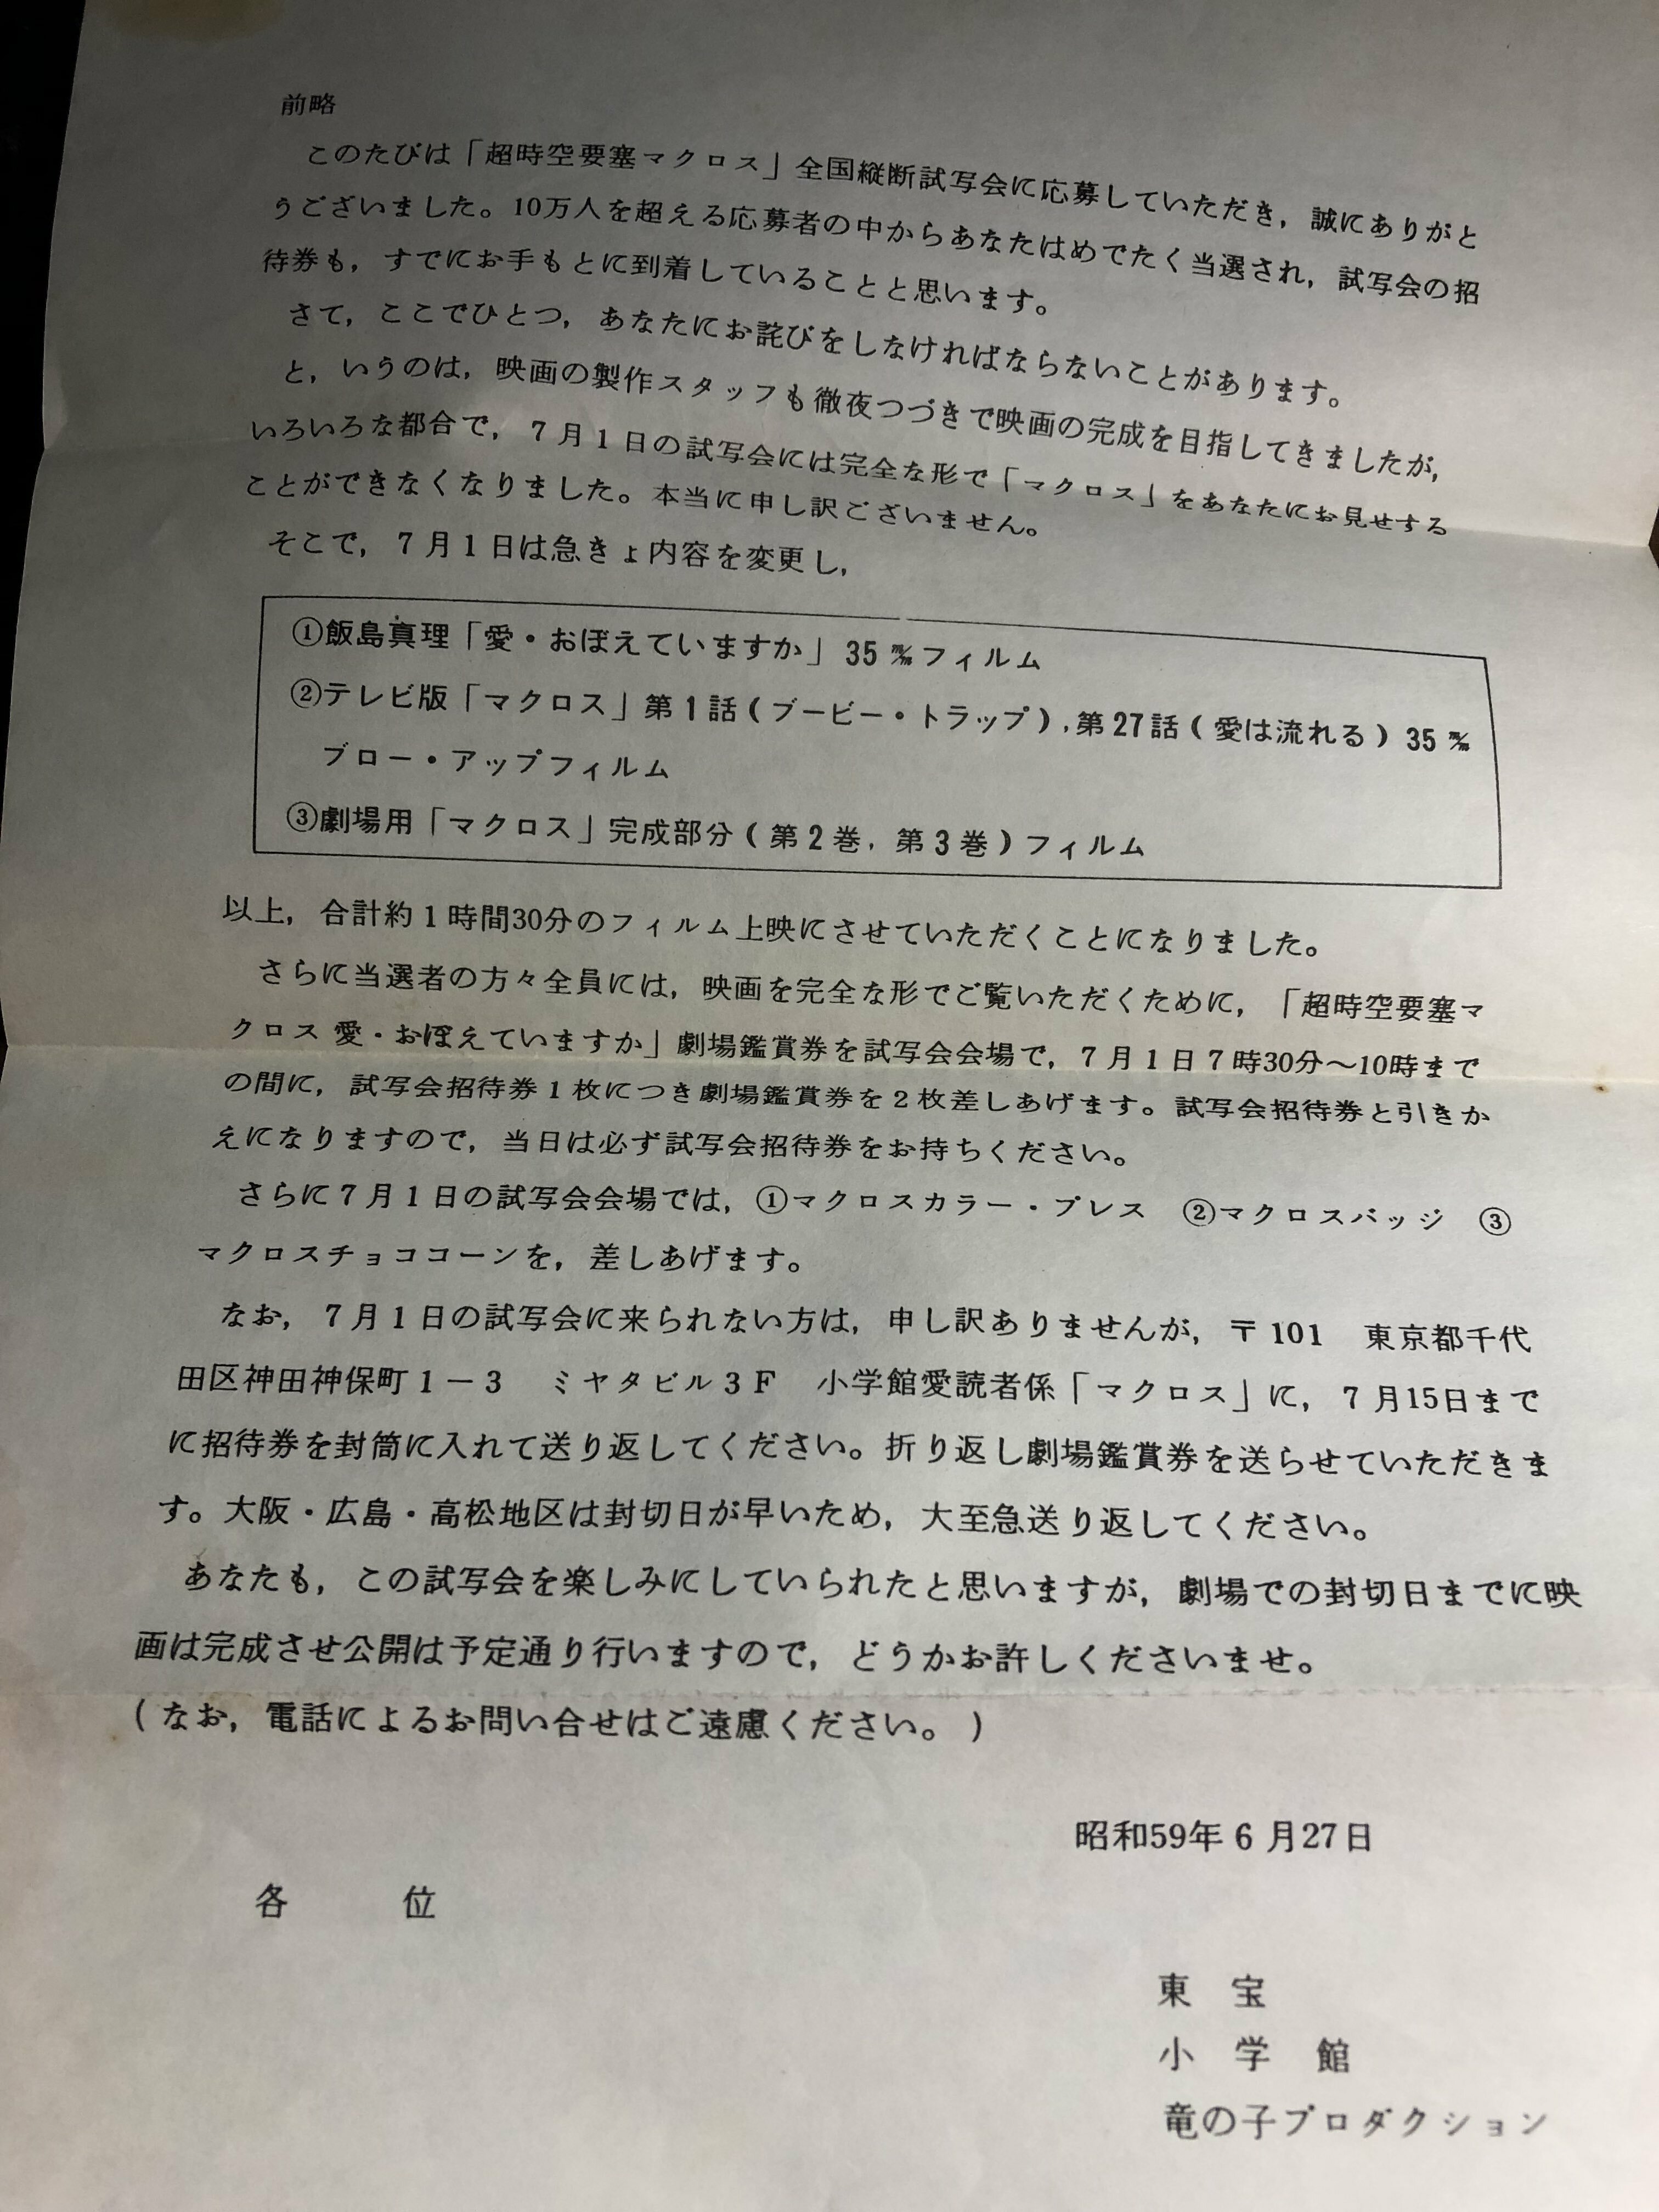 前略
このたびは「超時空要塞マクロス」全国縦断試写会に応募していただき，誠にありがと
うございました。10万人を超える応募者の中からあなたはめでたく当選され，試写会の招
待券も，すでにお手もとに到着していることと思います。
さて，ここでひとつ，あなたにお詫びをしなければならないことがあります。
と，いうのは，映画の製作スタッフも徹夜つづきで映画の完成を目指してきましたが，
いろいろな都合で，７月１日の試写会には完全な形で「マクロス」をあなたにお見せする
ことができなくなりました。本当に申し訳ございません。
そこで，７月１日は急きょ内容を変更し，
①飯島真理「愛・おぼえていますか」35㎜フィルム
②テレビ版「マクロス」第１話（ブービー・トラップ）,第27話（愛は流れる）35㎜
ブロー・アップフィルム
③劇場用「マクロス」完成部分（第２巻，第３巻）フィルム
以上，合計約１時間30分のフィルム上映にさせていただくことになりました。
さらに当選者の方々全員には，映画を完全な形でご覧いただくために，「超時空要塞マ
クロス 愛・おぼえていますか」劇場鑑賞券を試写会会場で，７月１日７時30分〜10時まで
の間に，試写会招待券１枚につき劇場鑑賞券を２枚差しあげます。試写会招待券と引きか
えになりますので，当日は必ず試写会招待券をお持ちください。
さらに７月１日の試写会会場では，①マクロスカラー・プレス　②マクロスバッジ　③
マクロスチョココーンを，差しあげます。
なお，７月１日の試写会に来られない方は，申し訳ありませんが，〒101　東京都千代
田区神田神保町１－３　ミヤタビル３Ｆ　小学館愛読者係「マクロス」に，７月15日まで
に招待券を封筒に入れて送り返してください。折り返し劇場鑑賞券を送らせていただきま
す。大阪・広島・高松地区は封切日が早いため，大至急送り返してください。
あなたも，この試写会を楽しみにしていられたと思いますが，劇場での封切日までに映
画は完成させ公開は予定通り行いますので，どうかお許しくださいませ。
（なお，電話によるお問い合せはご遠慮ください。）
昭和59年６月27日
各　　　位
東　宝
小　学　館
竜の子プロダクション